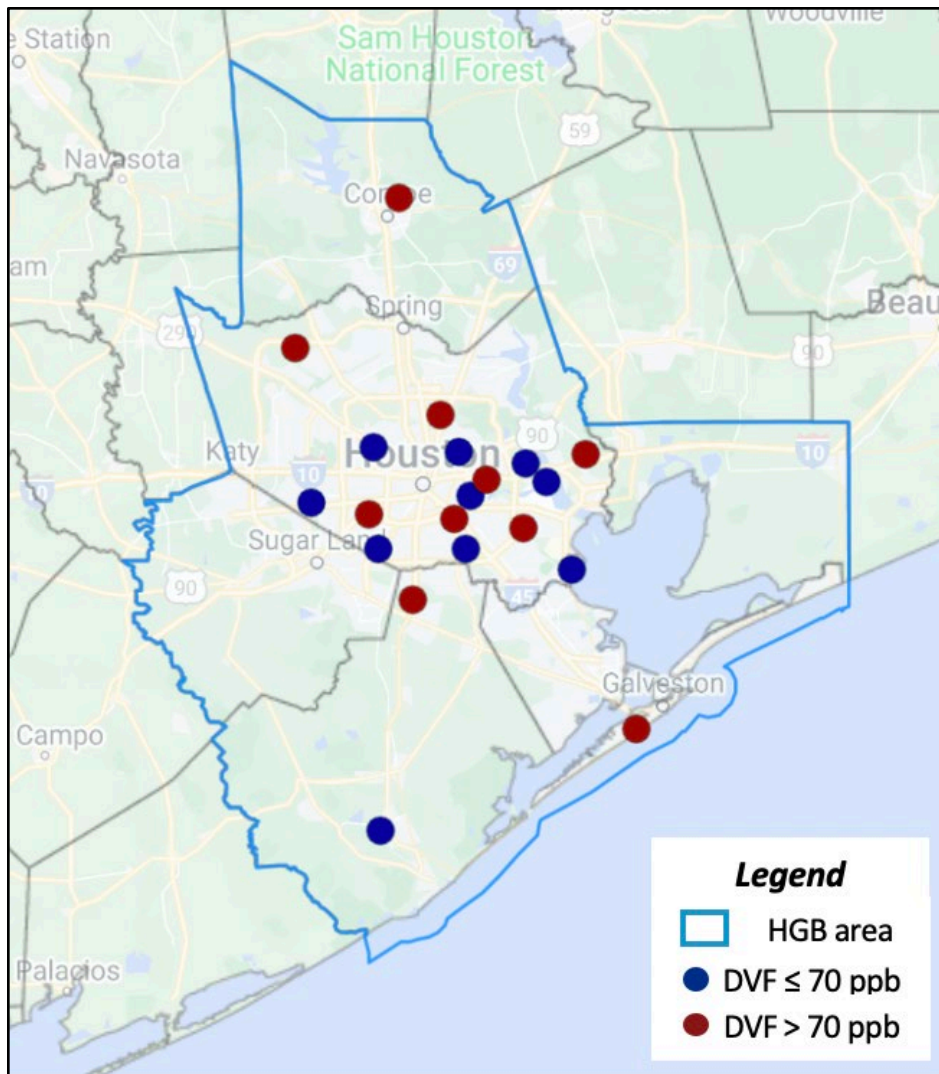 Woodville
e Station
Sam Houston
National Forest
59
Navasota
Conroe
am
69
Spring
Beau
290
90
90
Katy
Houston
10
10
10
Sugar Land
90
45
Galveston
Campo
Legend
HGB area
DVF ≤ 70 ppb
Palacios
DVF > 70 ppb